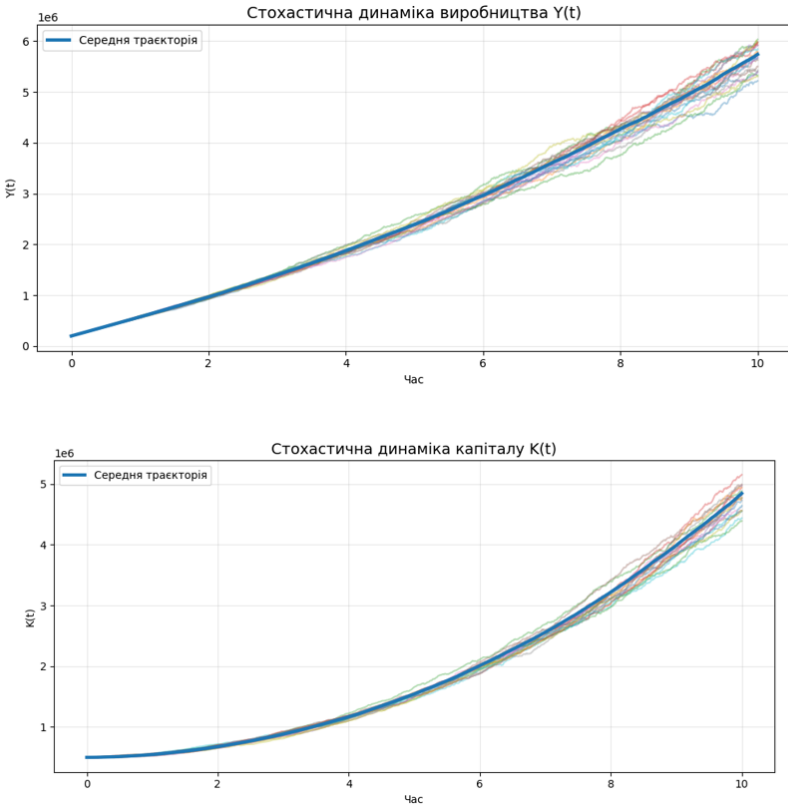 Стохастична динаміка виробництва Y(t)
1e6
Середня траєкторія
6
5
4
3
2
1
0
Y(t)
0 2 4 6 8 10
Час
Стохастична динаміка капіталу K(t)
1e6
Середня траєкторія
5
4
3
2
1
K(t)
0 2 4 6 8 10
Час